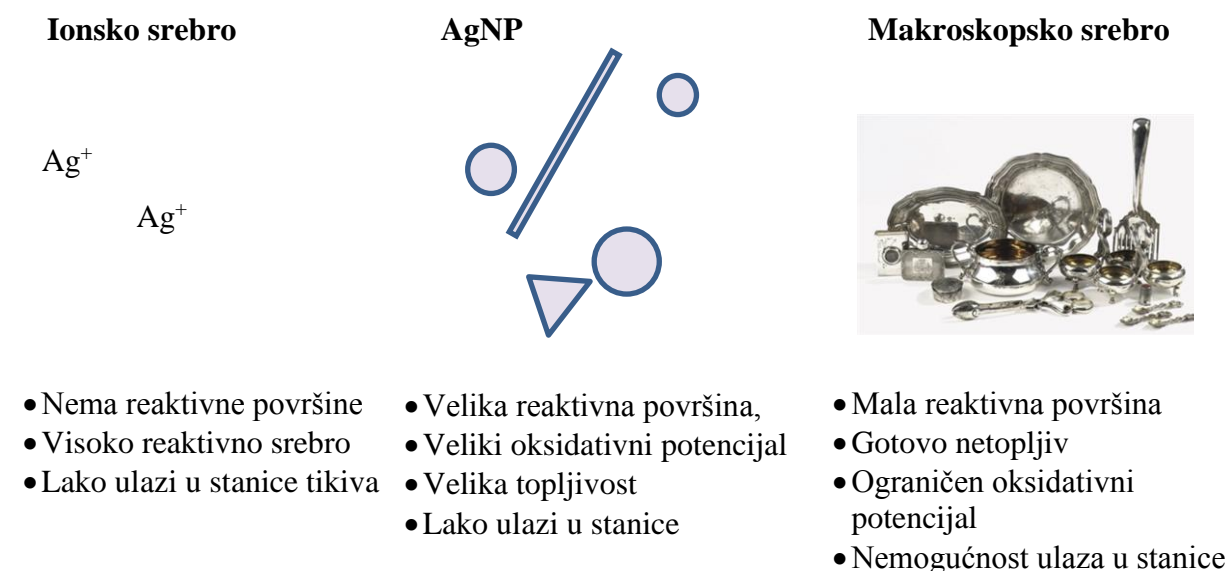 Ionsko srebro
AgNP
Makroskopsko srebro
Ag⁺
Ag⁺
•Nema reaktivne površine
•Visoko reaktivno srebro
•Lako ulazi u stanice tikiva
•Velika reaktivna površina,
•Veliki oksidativni potencijal
•Velika topljivost
•Lako ulazi u stanice
•Mala reaktivna površina
•Gotovo netopljiv
•Ograničen oksidativni
potencijal
•Nemogućnost ulaza u stanice